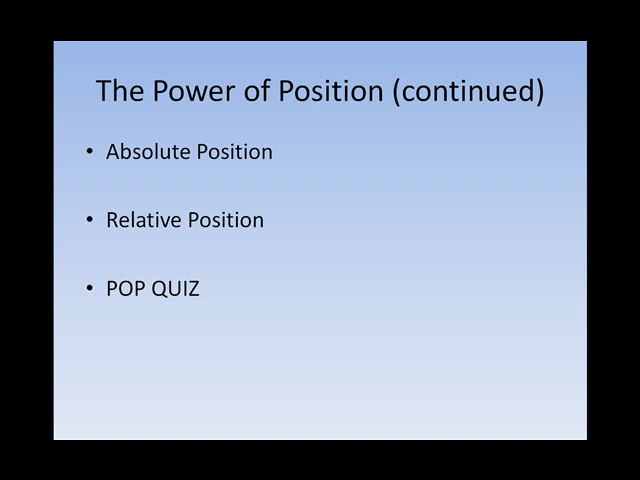 The Power of Position (continued)
• Absolute Position
• Relative Position
• POP QUIZ